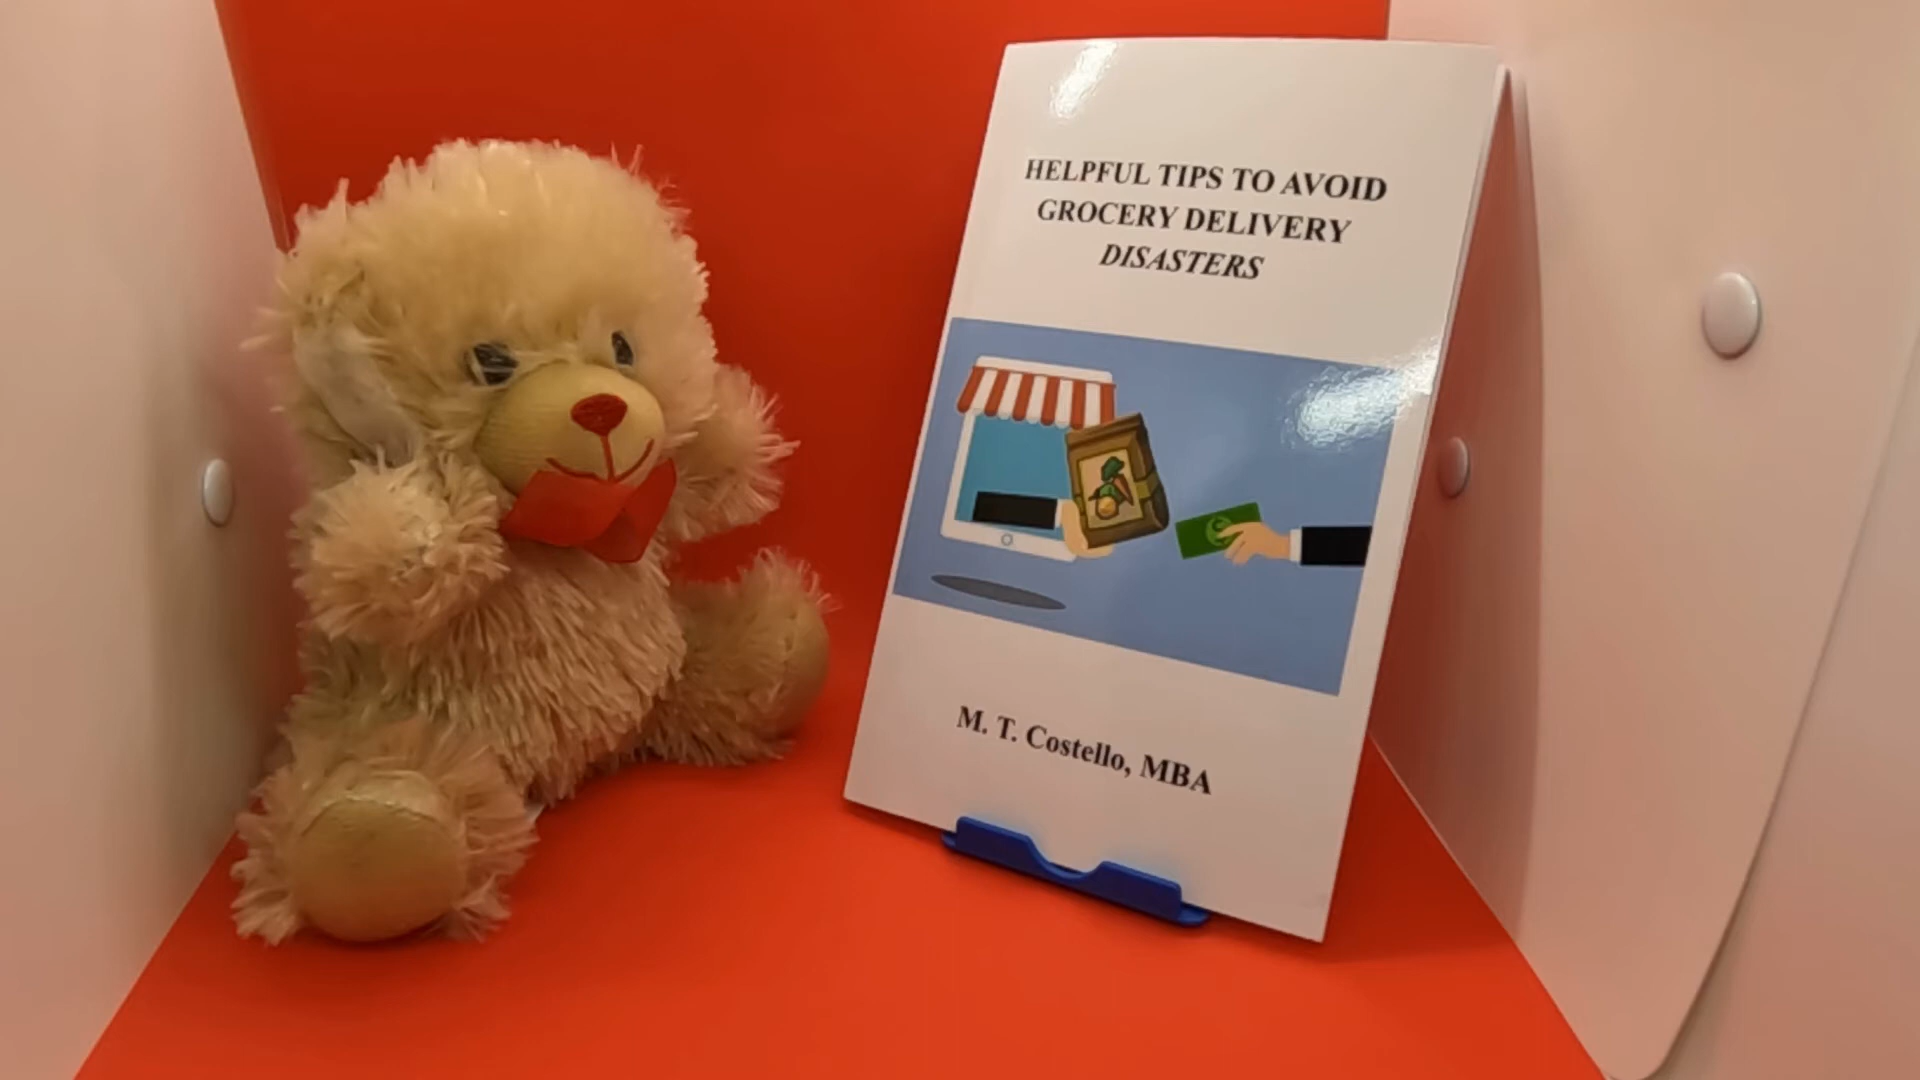 HELPFUL TIPS TO AVOID
GROCERY DELIVERY
DISASTERS
M. T. Costello, MBA